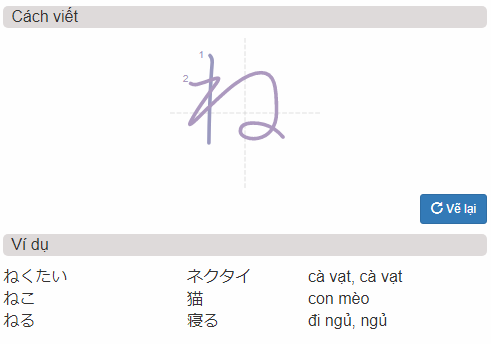 Cách viết
1
2
ね
Vẽ lại
Ví dụ
ねくたい ネクタイ cà vạt, cà vạt
ねこ 猫 con mèo
ねる 寝る đi ngủ, ngủ